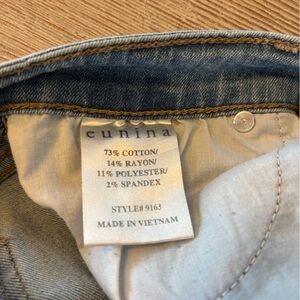 cunina
73% COTTON/
14% RAYON/
11% POLYESTER/
2% SPANDEX
STYLE# 9163
MADE IN VIETNAM